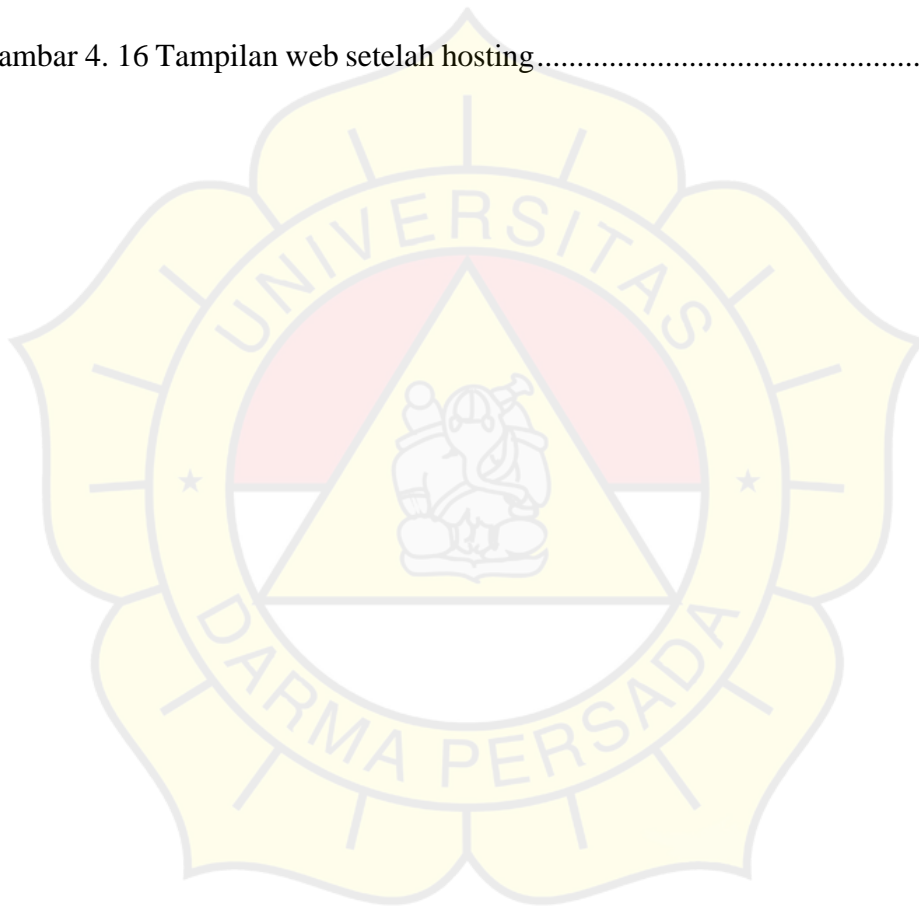 ambar 4. 16 Tampilan web setelah hosting................................................
UNIVERSITAS
DARMA PERSADA